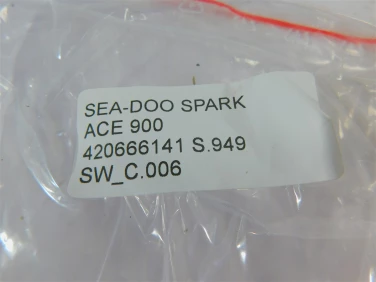 SEA-DOO SPARK
ACE 900
420666141 S.949
SW_C.006